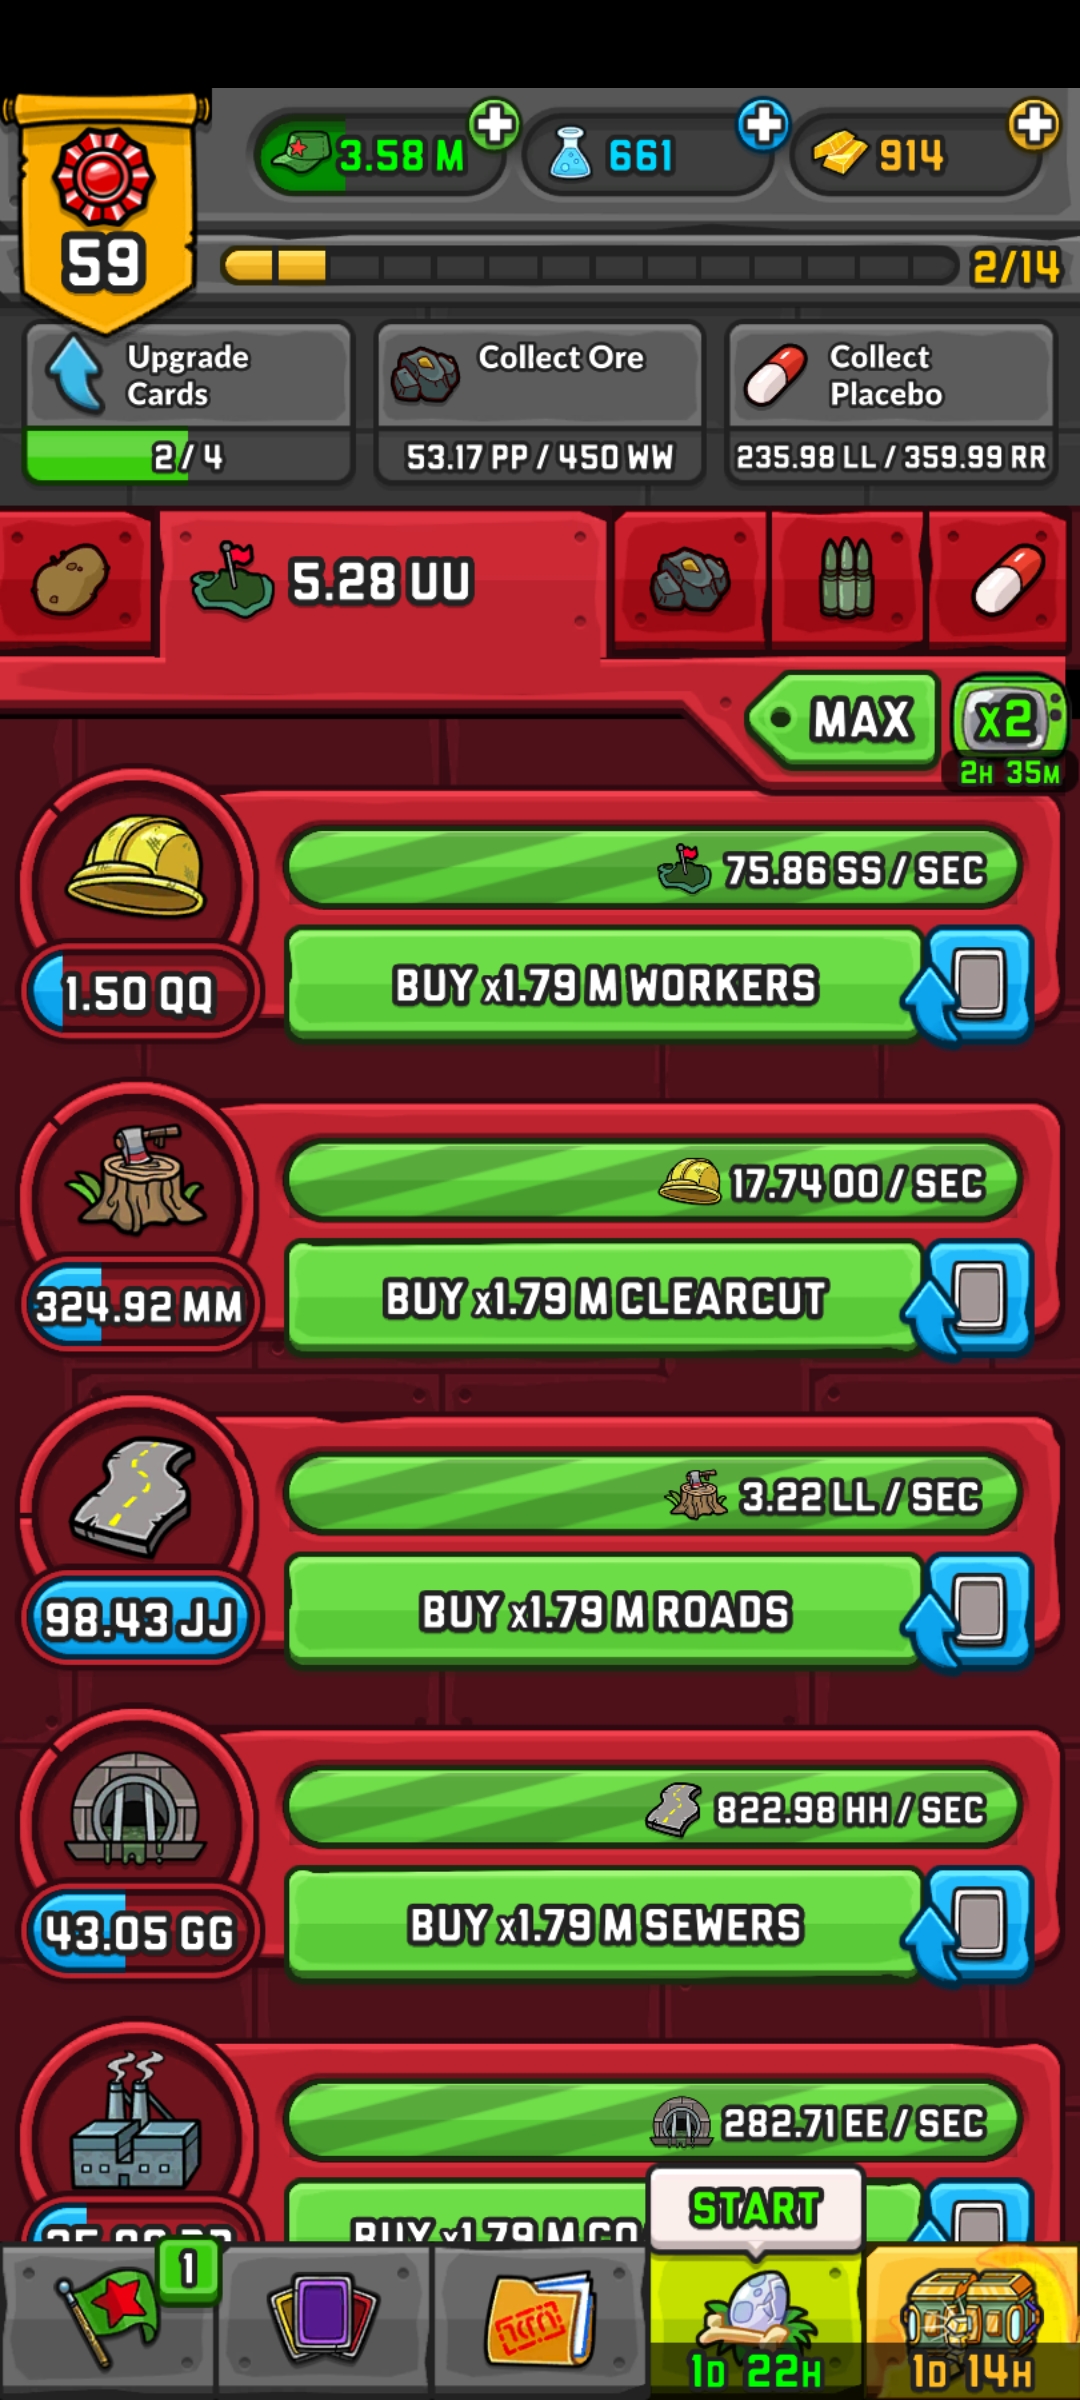 3.58 M
661
914
59
2/14
Upgrade
Cards
2/4
Collect Ore
53.17 PP / 450 WW
Collect
Placebo
235.98 LL / 359.99 RR
5.28 UU
MAX
x2
2H 35M
75.86 SS / SEC
1.50 QQ
BUY x1.79 M WORKERS
17.74 OO / SEC
324.92 MM
BUY x1.79 M CLEARCUT
3.22 LL / SEC
98.43 JJ
BUY x1.79 M ROADS
822.98 HH / SEC
43.05 GG
BUY x1.79 M SEWERS
282.71 EE / SEC
BUY x1.79 M
START
1
1D 22H
1D 14H